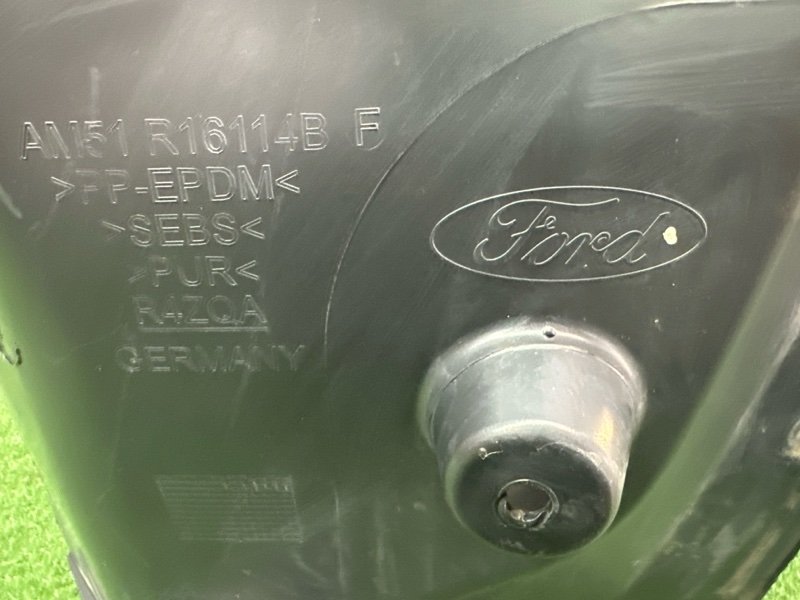 AM51 R16114B F
>PP-EPDM<
>SEBS<
>PUR<
R4ZQA
GERMANY
Ford